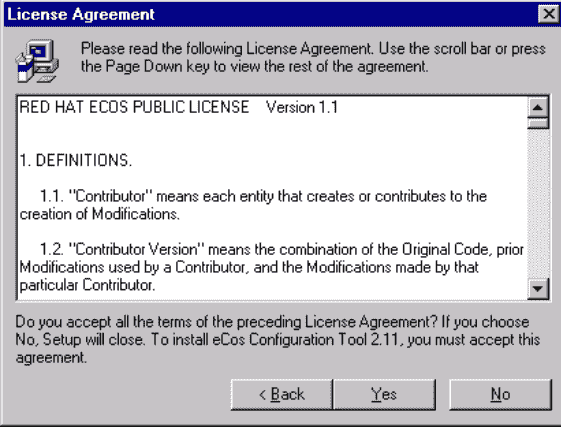 License Agreement
Please read the following License Agreement. Use the scroll bar or press
the Page Down key to view the rest of the agreement.
RED HAT ECOS PUBLIC LICENSE    Version 1.1
1. DEFINITIONS.
1.1. "Contributor" means each entity that creates or contributes to the
creation of Modifications.
1.2. "Contributor Version" means the combination of the Original Code, prior
Modifications used by a Contributor, and the Modifications made by that
particular Contributor.
Do you accept all the terms of the preceding License Agreement? If you choose
No, Setup will close. To install eCos Configuration Tool 2.11, you must accept this
agreement.
< Back
Yes
No